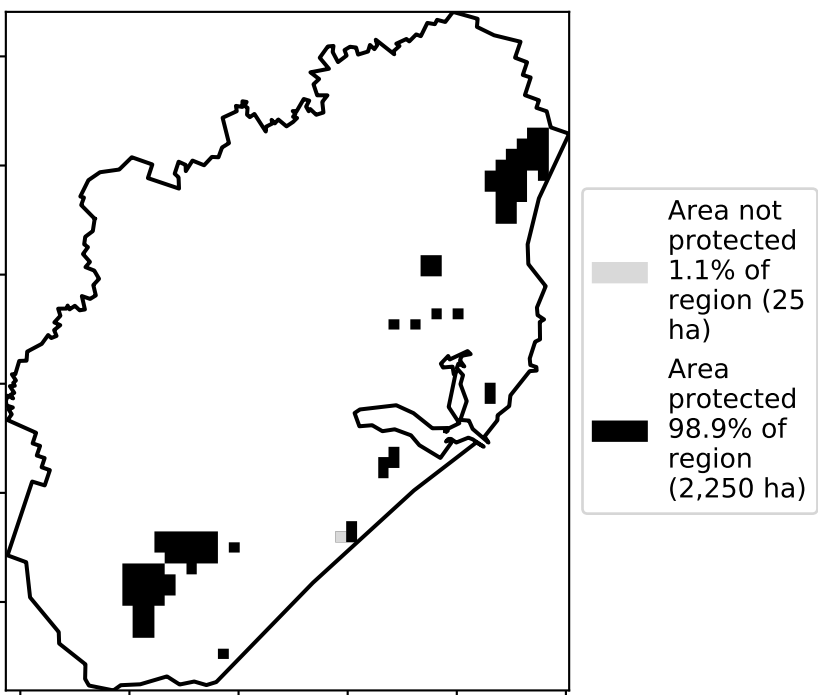 Area not
protected
1.1% of
region (25
ha)
Area
protected
98.9% of
region
(2,250 ha)